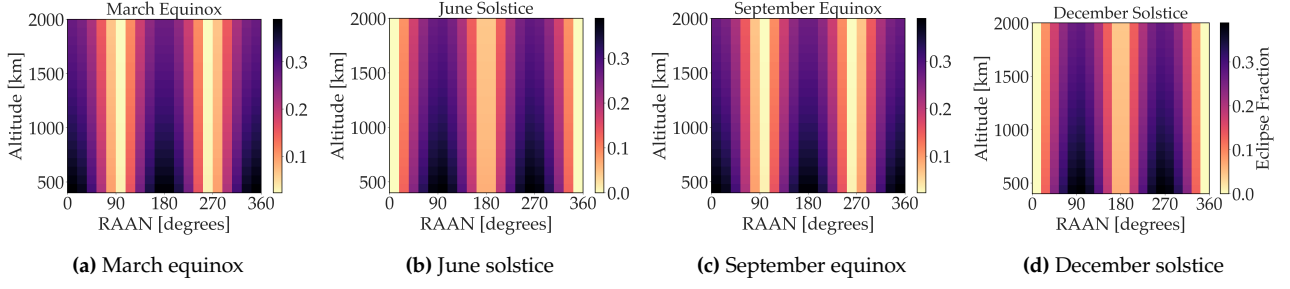 March Equinox
2000
1500
1000
500
Altitude [km]
0 90 180 270 360
RAAN [degrees]
0.3
0.2
0.1
(a) March equinox
June Solstice
2000
1500
1000
500
Altitude [km]
0 90 180 270 360
RAAN [degrees]
0.3
0.2
0.1
0.0
(b) June solstice
September Equinox
2000
1500
1000
500
Altitude [km]
0 90 180 270 360
RAAN [degrees]
0.3
0.2
0.1
(c) September equinox
December Solstice
2000
1500
1000
500
Altitude [km]
0 90 180 270 360
RAAN [degrees]
0.3
0.2
0.1
0.0
Eclipse Fraction
(d) December solstice